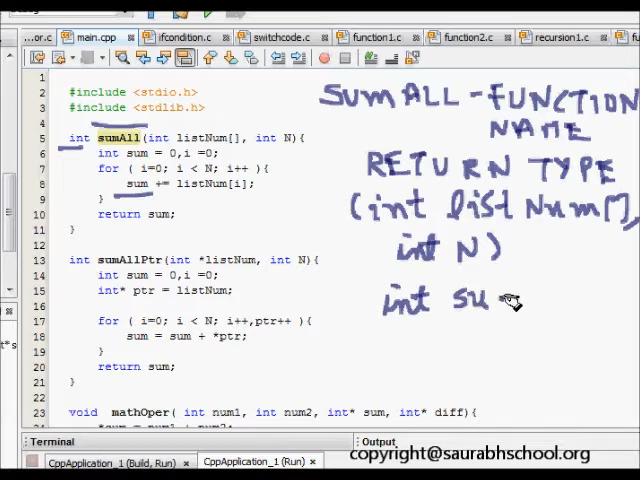 ...or.c main.cpp ifcondition.c switchcode.c function1.c function2.c recursion1.c
1
2 #include <stdio.h>
3 #include <stdlib.h>
4
5 int sumAll(int listNum[], int N){
6 int sum = 0,i =0;
7 for ( i=0; i < N; i++ ){
8 sum += listNum[i];
9 }
10 return sum;
11 }
12
13 int sumAllPtr(int *listNum, int N){
14 int sum = 0,i =0;
15 int* ptr = listNum;
16
17 for ( i=0; i < N; i++,ptr++ ){
18 sum = sum + *ptr;
19 }
20 return sum;
21 }
22
23 void mathOper( int num1, int num2, int* sum, int* diff){
*sum = num1 + num2;
SUMALL - FUNCTION
NAME
RETURN TYPE
(int list Num[],
int N)
int su
Terminal Output
CppApplication_1 (Build, Run) CppApplication_1 (Run)
copyright@saurabhschool.org